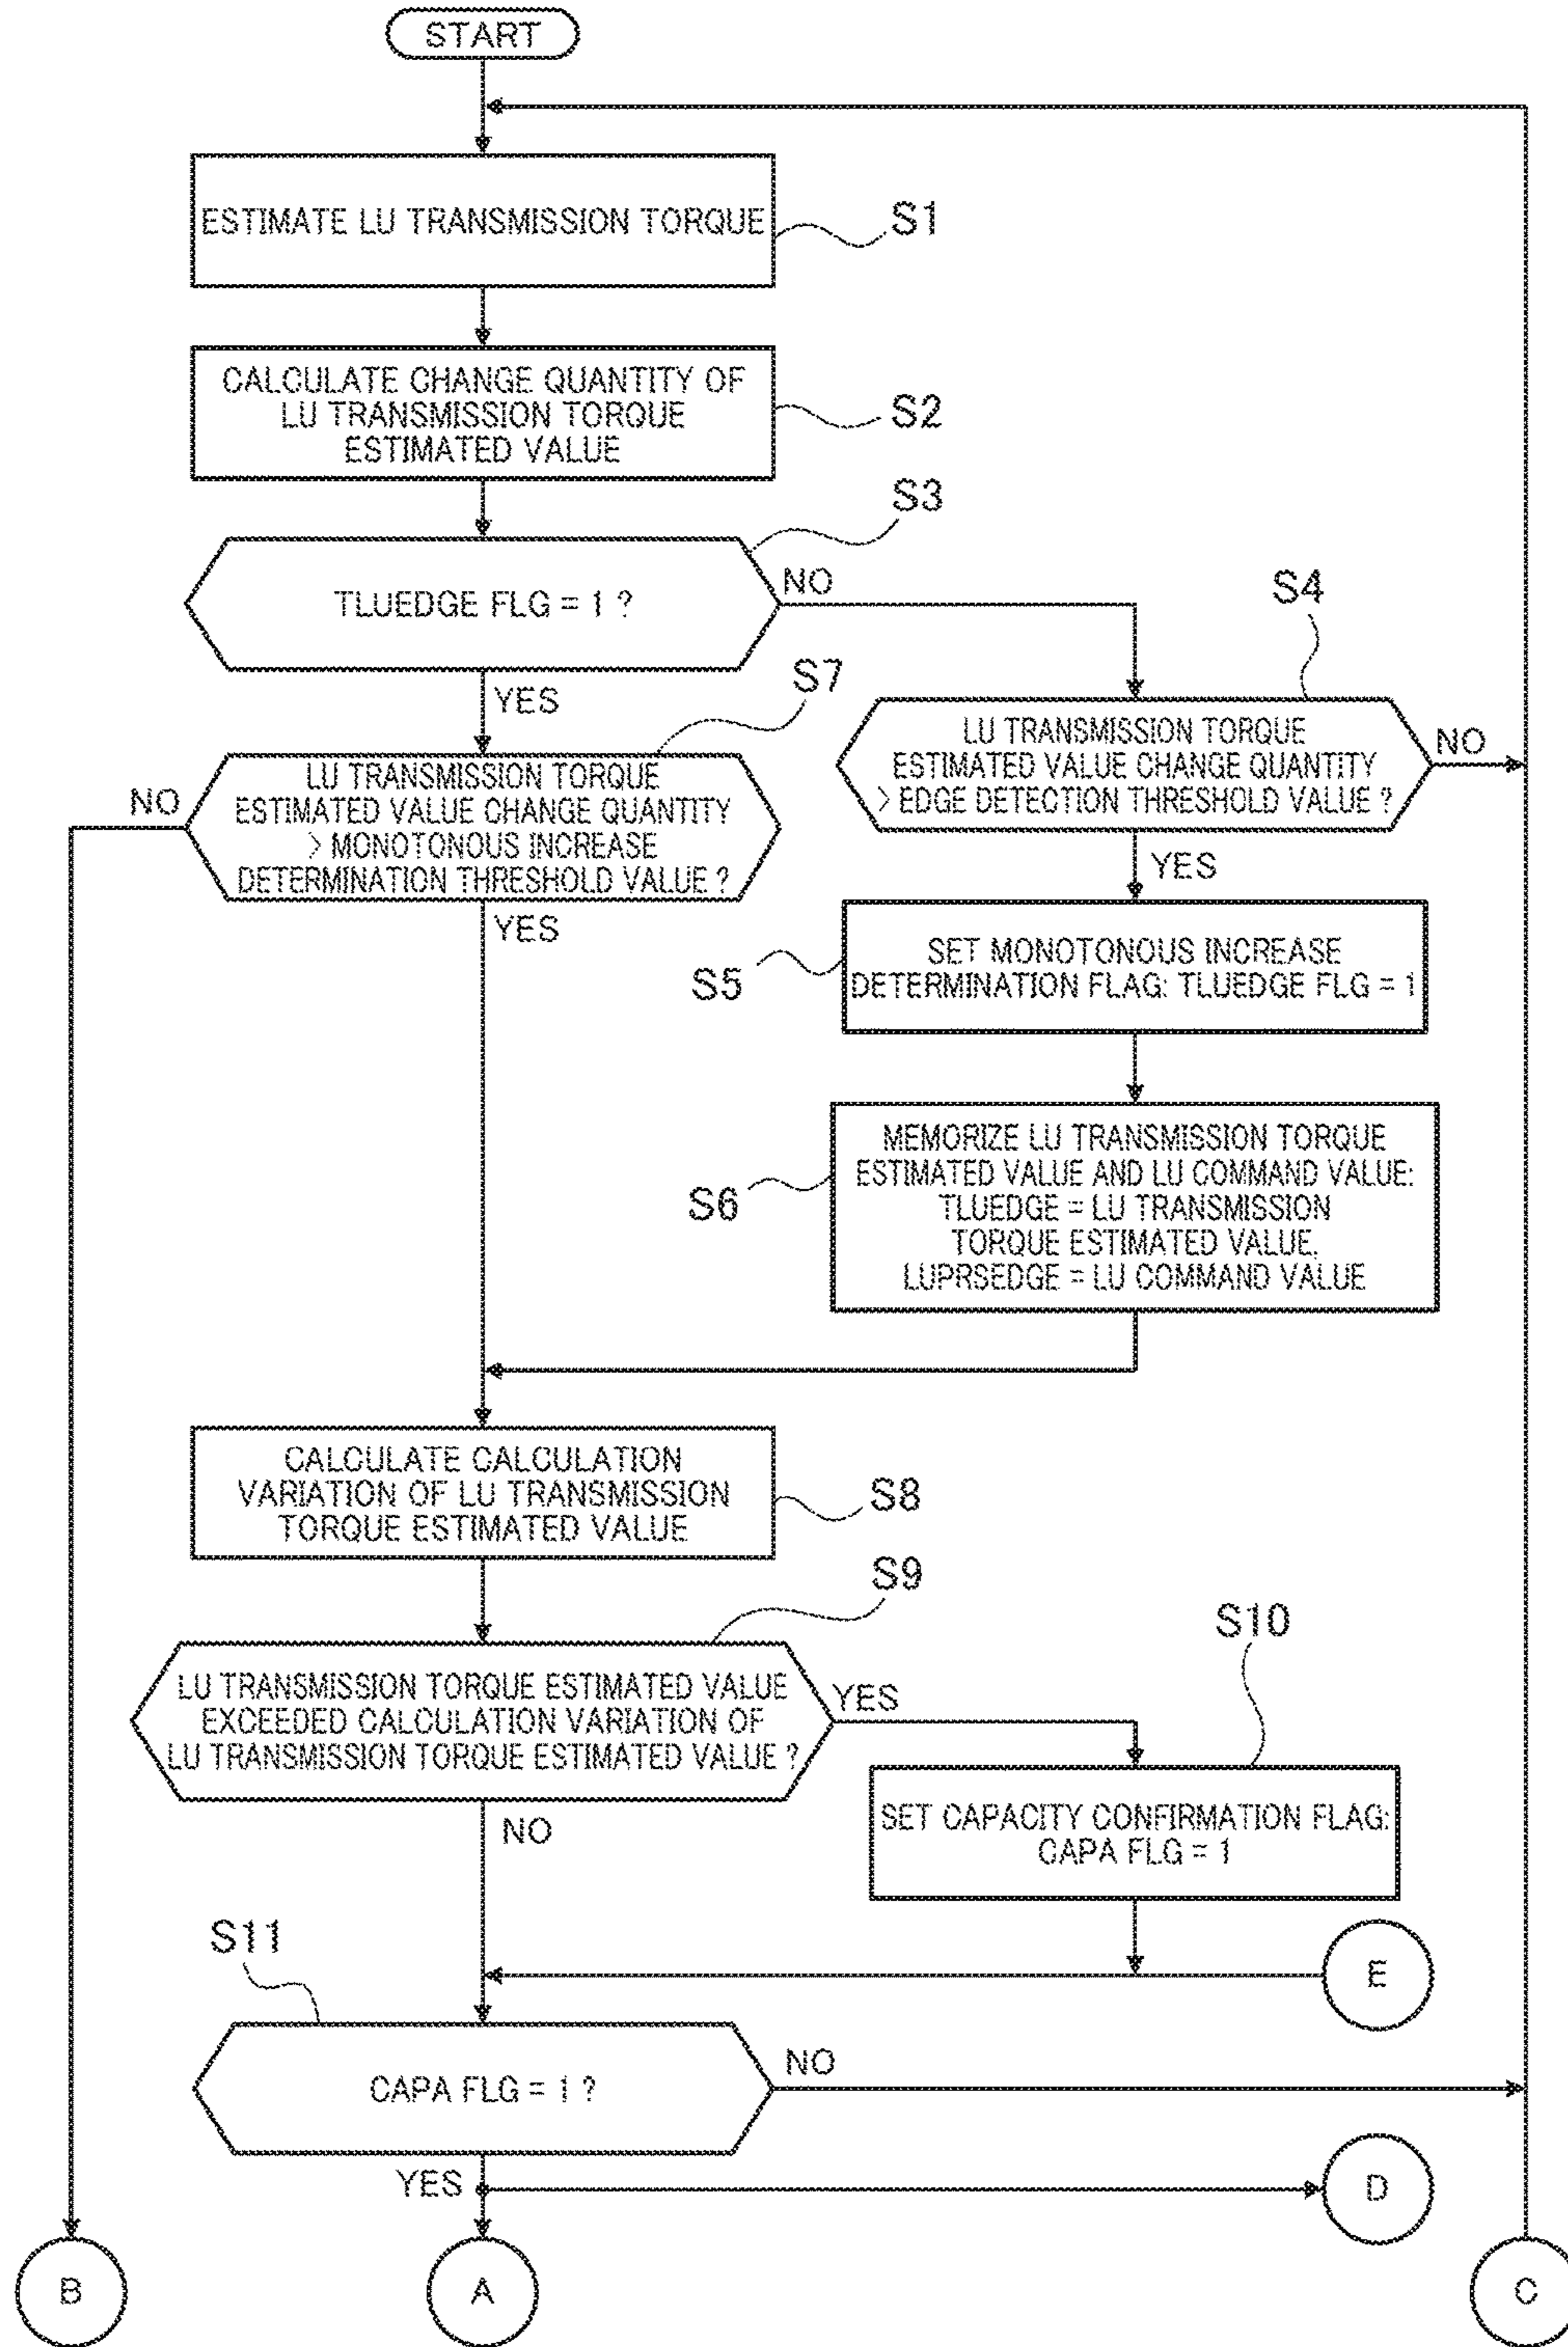 START
ESTIMATE LU TRANSMISSION TORQUE
S1
CALCULATE CHANGE QUANTITY OF
LU TRANSMISSION TORQUE
ESTIMATED VALUE
S2
S3
TLUEDGE FLG = 1 ?
NO
YES
S4
LU TRANSMISSION TORQUE
ESTIMATED VALUE CHANGE QUANTITY
> EDGE DETECTION THRESHOLD VALUE ?
NO
YES
S7
LU TRANSMISSION TORQUE
ESTIMATED VALUE CHANGE QUANTITY
> MONOTONOUS INCREASE
DETERMINATION THRESHOLD VALUE ?
NO
YES
S5
SET MONOTONOUS INCREASE
DETERMINATION FLAG: TLUEDGE FLG = 1
S6
MEMORIZE LU TRANSMISSION TORQUE
ESTIMATED VALUE AND LU COMMAND VALUE:
TLUEDGE = LU TRANSMISSION
TORQUE ESTIMATED VALUE,
LUPRSEDGE = LU COMMAND VALUE
CALCULATE CALCULATION
VARIATION OF LU TRANSMISSION
TORQUE ESTIMATED VALUE
S8
S9
LU TRANSMISSION TORQUE ESTIMATED VALUE
EXCEEDED CALCULATION VARIATION OF
LU TRANSMISSION TORQUE ESTIMATED VALUE ?
YES
NO
S10
SET CAPACITY CONFIRMATION FLAG:
CAPA FLG = 1
E
S11
CAPA FLG = 1 ?
NO
YES
D
B
A
C